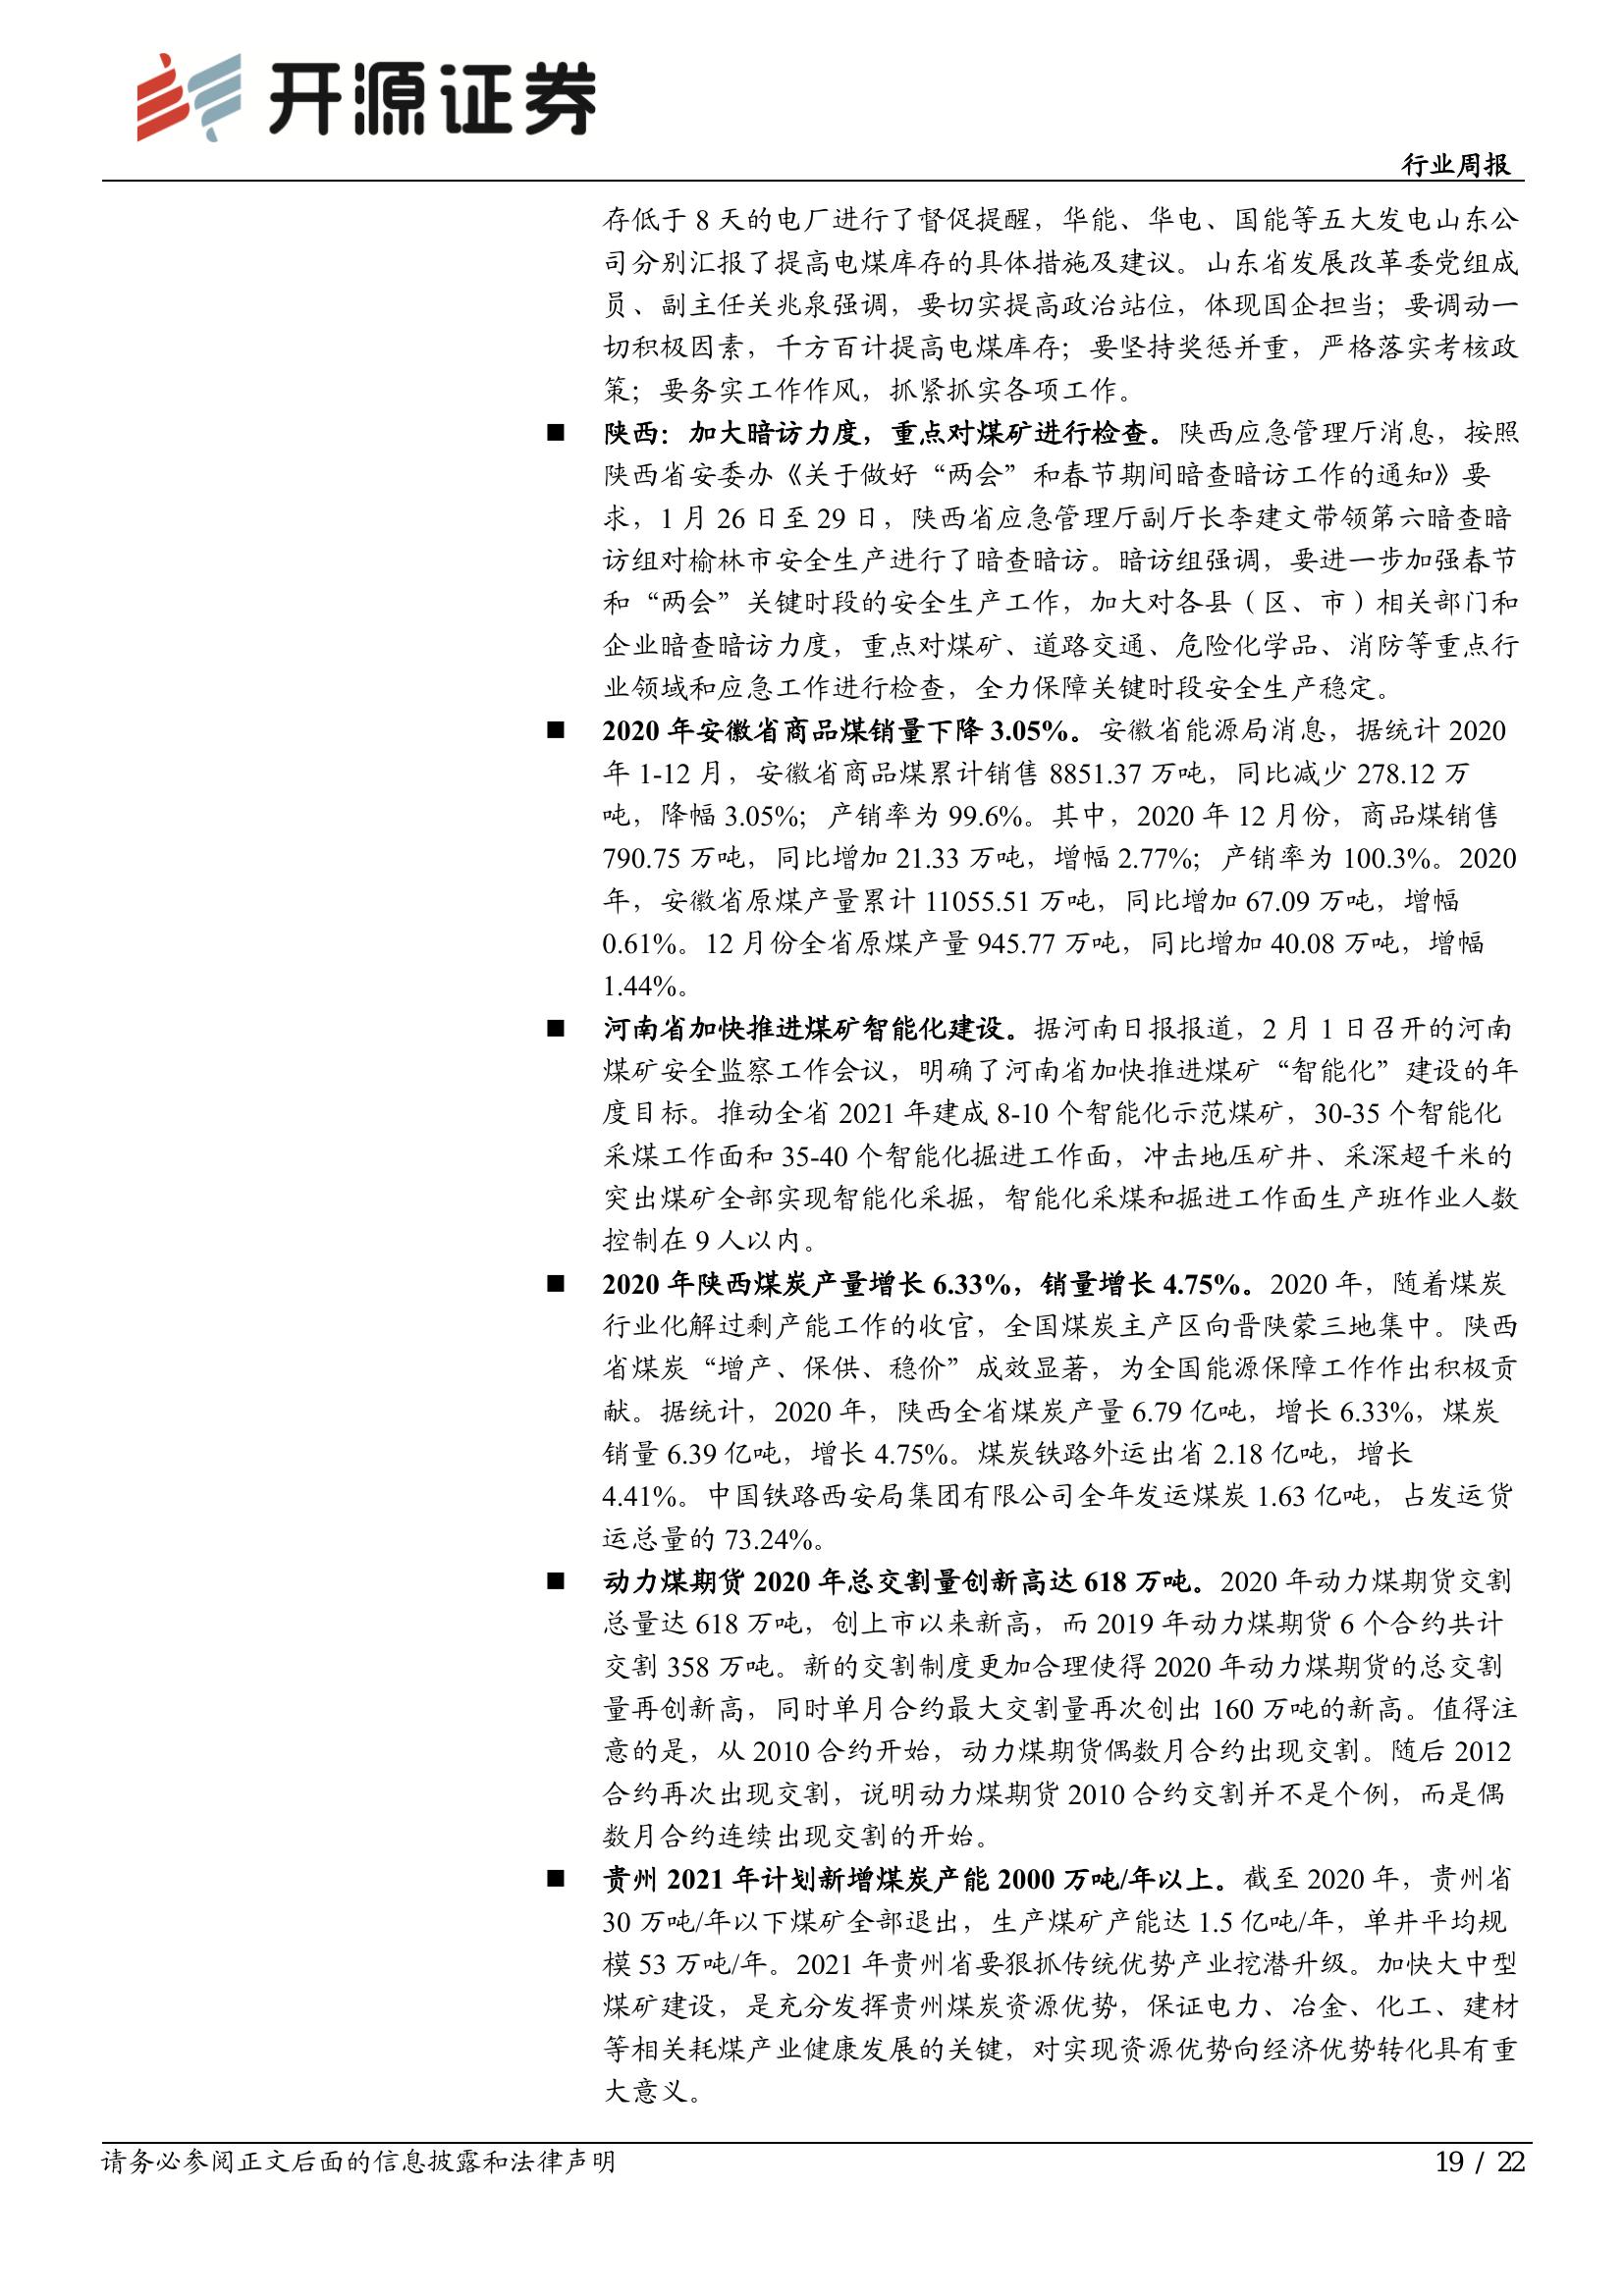 开源证券
行业周报
存低于 8 天的电厂进行了督促提醒，华能、华电、国能等五大发电山东公
司分别汇报了提高电煤库存的具体措施及建议。山东省发展改革委党组成
员、副主任关兆泉强调，要切实提高政治站位，体现国企担当；要调动一
切积极因素，千方百计提高电煤库存；要坚持奖惩并重，严格落实考核政
策；要务实工作作风，抓紧抓实各项工作。
■ 陕西：加大暗访力度，重点对煤矿进行检查。陕西应急管理厅消息，按照
陕西省安委办《关于做好“两会”和春节期间暗查暗访工作的通知》要
求，1 月 26 日至 29 日，陕西省应急管理厅副厅长李建文带领第六暗查暗
访组对榆林市安全生产进行了暗查暗访。暗访组强调，要进一步加强春节
和“两会”关键时段的安全生产工作，加大对各县（区、市）相关部门和
企业暗查暗访力度，重点对煤矿、道路交通、危险化学品、消防等重点行
业领域和应急工作进行检查，全力保障关键时段安全生产稳定。
■ 2020 年安徽省商品煤销量下降 3.05%。安徽省能源局消息，据统计 2020
年 1-12 月，安徽省商品煤累计销售 8851.37 万吨，同比减少 278.12 万
吨，降幅 3.05%；产销率为 99.6%。其中，2020 年 12 月份，商品煤销售
790.75 万吨，同比增加 21.33 万吨，增幅 2.77%；产销率为 100.3%。2020
年，安徽省原煤产量累计 11055.51 万吨，同比增加 67.09 万吨，增幅
0.61%。12 月份全省原煤产量 945.77 万吨，同比增加 40.08 万吨，增幅
1.44%。
■ 河南省加快推进煤矿智能化建设。据河南日报报道，2 月 1 日召开的河南
煤矿安全监察工作会议，明确了河南省加快推进煤矿“智能化”建设的年
度目标。推动全省 2021 年建成 8-10 个智能化示范煤矿，30-35 个智能化
采煤工作面和 35-40 个智能化掘进工作面，冲击地压矿井、采深超千米的
突出煤矿全部实现智能化采掘，智能化采煤和掘进工作面生产班作业人数
控制在 9 人以内。
■ 2020 年陕西煤炭产量增长 6.33%，销量增长 4.75%。2020 年，随着煤炭
行业化解过剩产能工作的收官，全国煤炭主产区向晋陕蒙三地集中。陕西
省煤炭“增产、保供、稳价”成效显著，为全国能源保障工作作出积极贡
献。据统计，2020 年，陕西全省煤炭产量 6.79 亿吨，增长 6.33%，煤炭
销量 6.39 亿吨，增长 4.75%。煤炭铁路外运出省 2.18 亿吨，增长
4.41%。中国铁路西安局集团有限公司全年发运煤炭 1.63 亿吨，占发运货
运总量的 73.24%。
■ 动力煤期货 2020 年总交割量创新高达 618 万吨。2020 年动力煤期货交割
总量达 618 万吨，创上市以来新高，而 2019 年动力煤期货 6 个合约共计
交割 358 万吨。新的交割制度更加合理使得 2020 年动力煤期货的总交割
量再创新高，同时单月合约最大交割量再次创出 160 万吨的新高。值得注
意的是，从 2010 合约开始，动力煤期货偶数月合约出现交割。随后 2012
合约再次出现交割，说明动力煤期货 2010 合约交割并不是个例，而是偶
数月合约连续出现交割的开始。
■ 贵州 2021 年计划新增煤炭产能 2000 万吨/年以上。截至 2020 年，贵州省
30 万吨/年以下煤矿全部退出，生产煤矿产能达 1.5 亿吨/年，单井平均规
模 53 万吨/年。2021 年贵州省要狠抓传统优势产业挖潜升级。加快大中型
煤矿建设，是充分发挥贵州煤炭资源优势，保证电力、冶金、化工、建材
等相关耗煤产业健康发展的关键，对实现资源优势向经济优势转化具有重
大意义。
请务必参阅正文后面的信息披露和法律声明
19 / 22